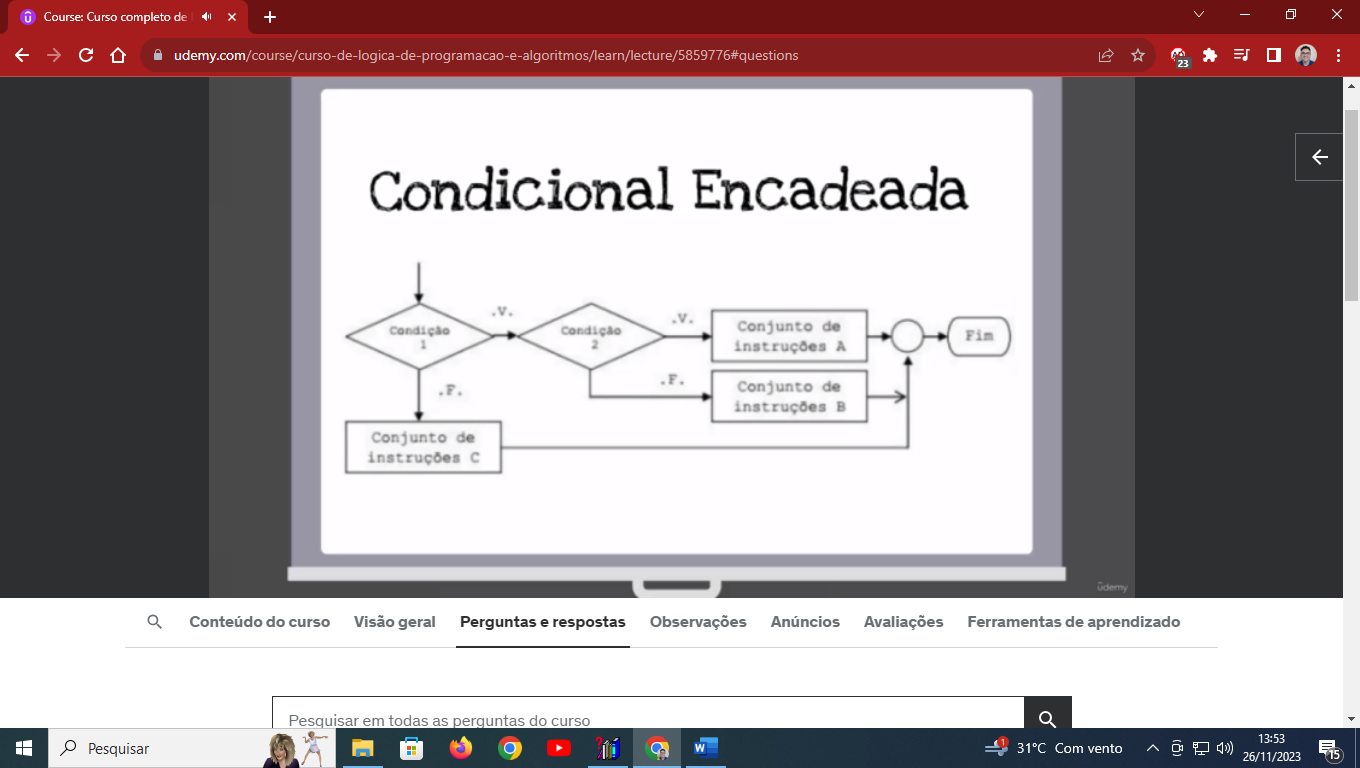 Course: Curso completo de
udemy.com/course/curso-de-logica-de-programacao-e-algoritmos/learn/lecture/5859776#questions
23
Condicional Encadeada
.V.
.V.
Condição
1
Condição
2
Conjunto de
instruções A
Fim
.F.
.F.
Conjunto de
instruções B
Conjunto de
instruções C
ûdemy
Conteúdo do curso
Visão geral
Perguntas e respostas
Observações
Anúncios
Avaliações
Ferramentas de aprendizado
Pesquisar em todas as perguntas do curso
Pesquisar
1
31°C Com vento
13:53
26/11/2023
15